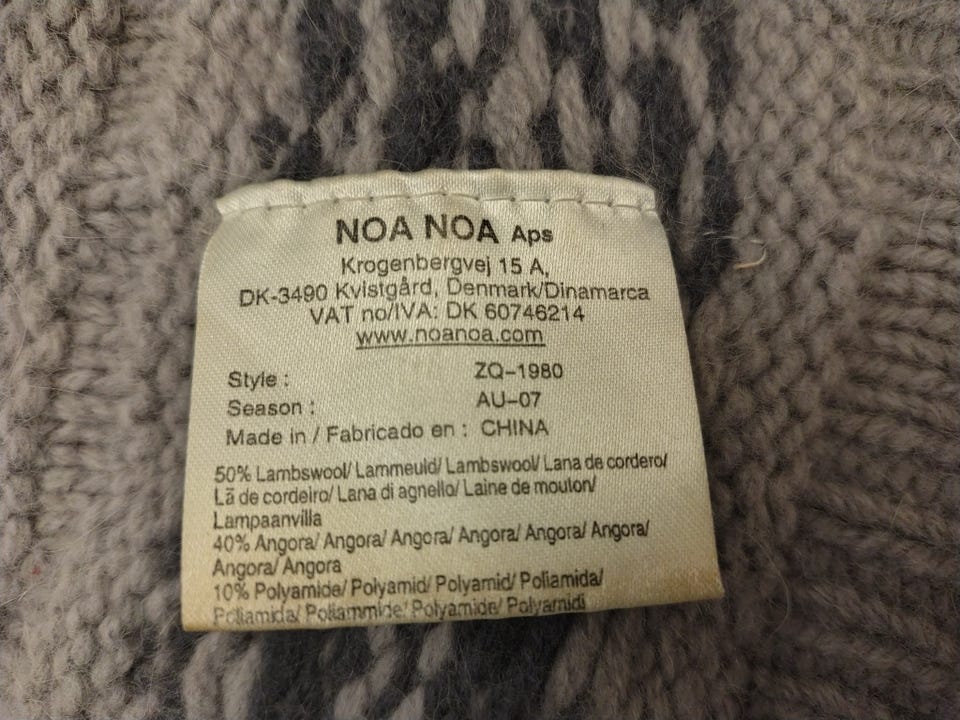 NOA NOA Aps
Krogenbergvej 15 A,
DK-3490 Kvistgård, Denmark/Dinamarca
VAT no/IVA: DK 60746214
www.noanoa.com
Style : ZQ-1980
Season : AU-07
Made in / Fabricado en : CHINA
50% Lambswool/ Lammeuld/ Lambswool/ Lana de cordero/
Lã de cordeiro/ Lana di agnello/ Laine de mouton/
Lampaanvilla
40% Angora/ Angora/ Angora/ Angora/ Angora/ Angora/
Angora/ Angora
10% Polyamide/ Polyamid/ Polyamid/ Poliamida/
Poliamida/ Poliammide/ Polyamide/ Polyamidi